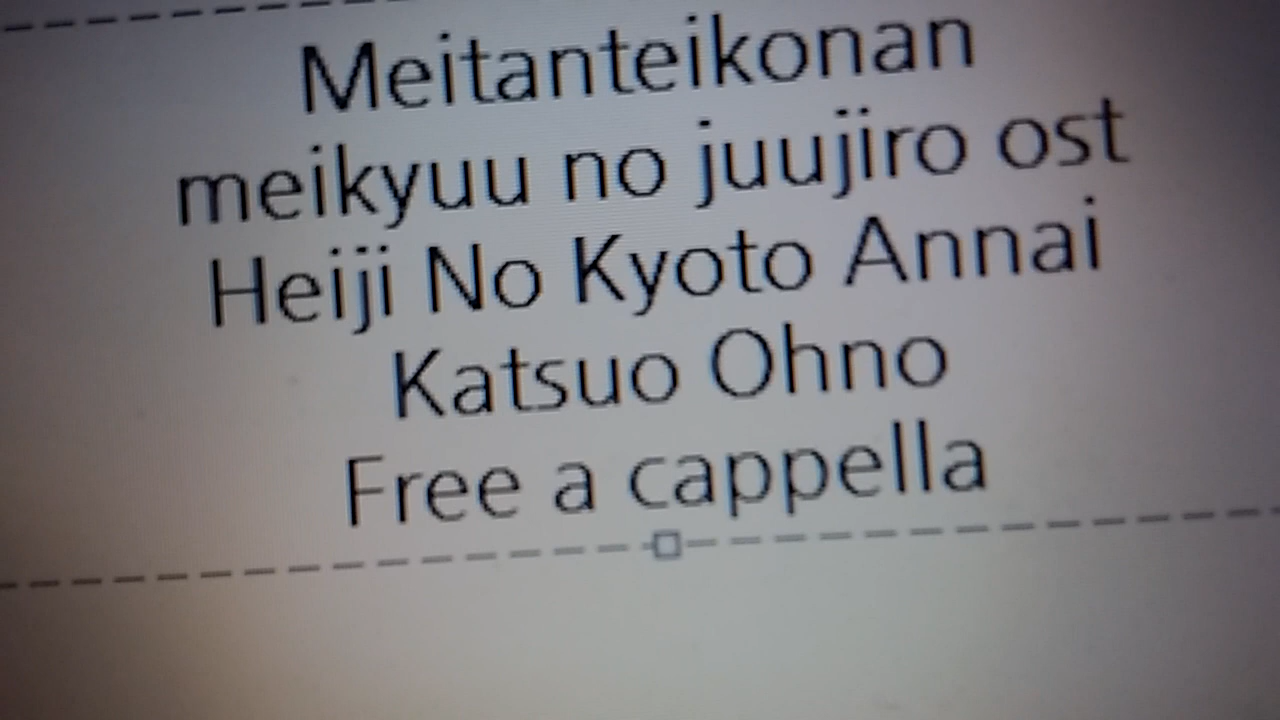 Meitanteikonan
meikyuu no juujiro ost
Heiji No Kyoto Annai
Katsuo Ohno
Free a cappella